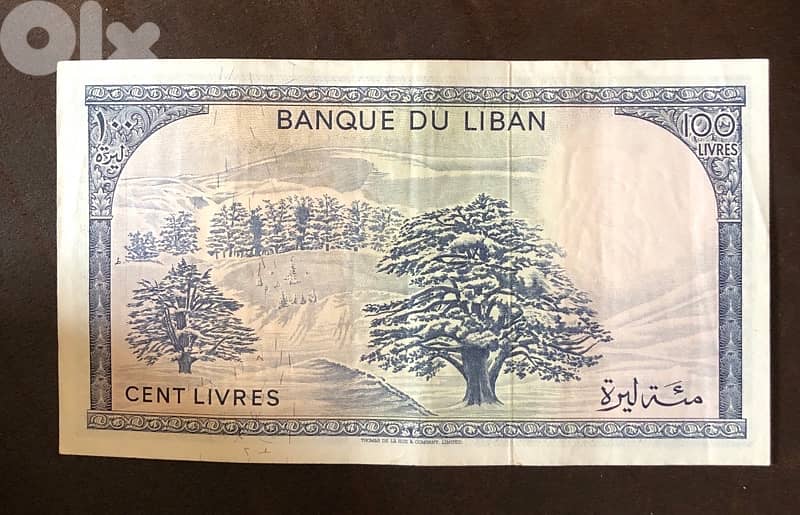 OLX
BANQUE DU LIBAN
١٠٠
ليرة
100
LIVRES
CENT LIVRES
مئة ليرة
THOMAS DE LA RUE & COMPANY, LIMITED.